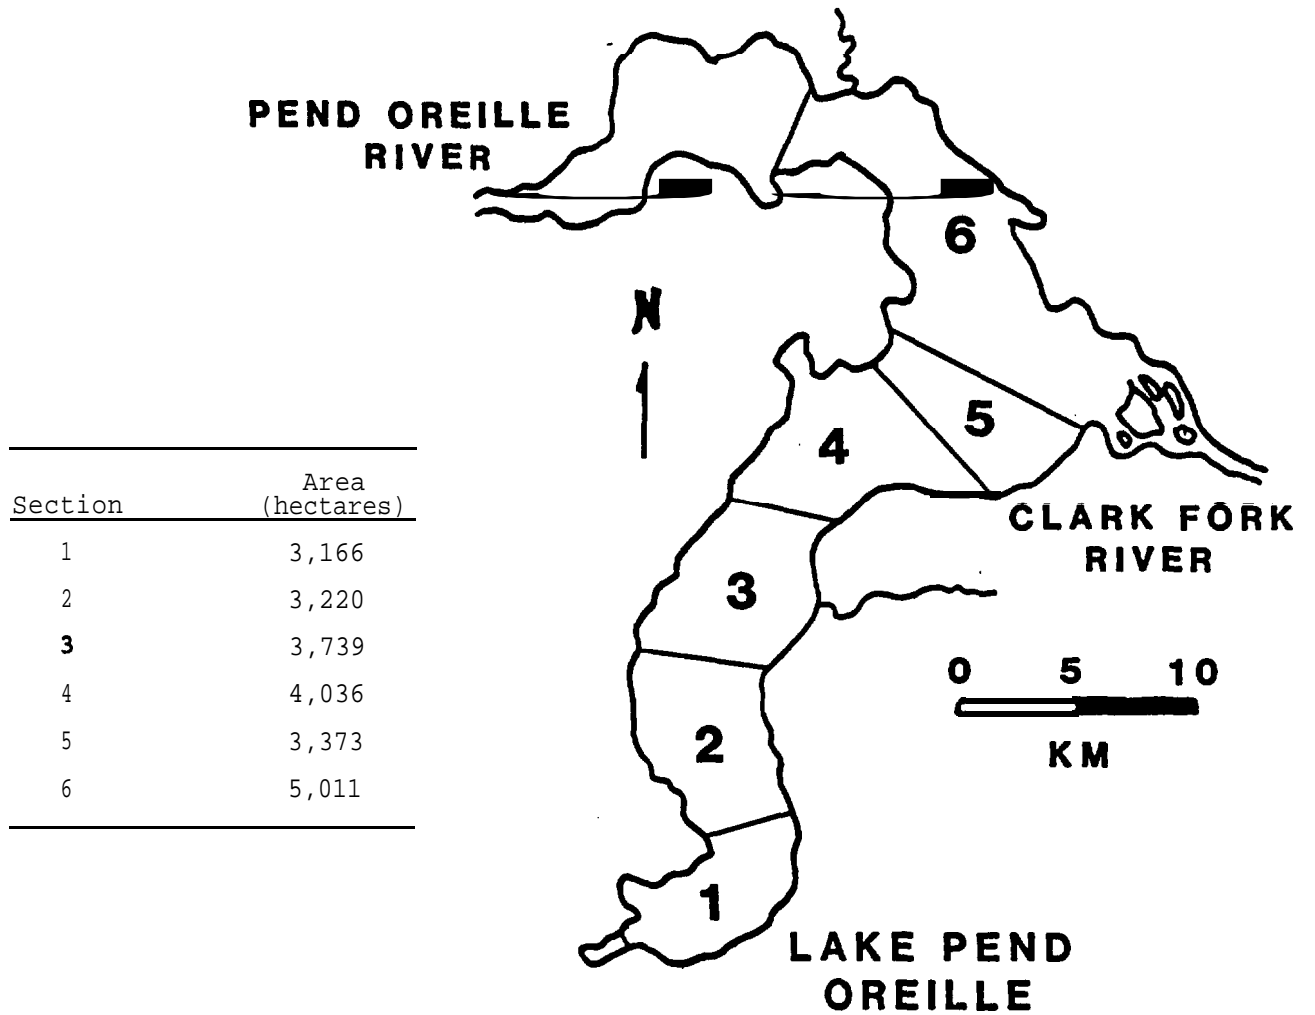 PEND OREILLE
RIVER
6
N
5
4
CLARK FORK
RIVER
3
0 5 10
KM
2
1
LAKE PEND
OREILLE
Section Area (hectares)
1 3,166
2 3,220
3 3,739
4 4,036
5 3,373
6 5,011